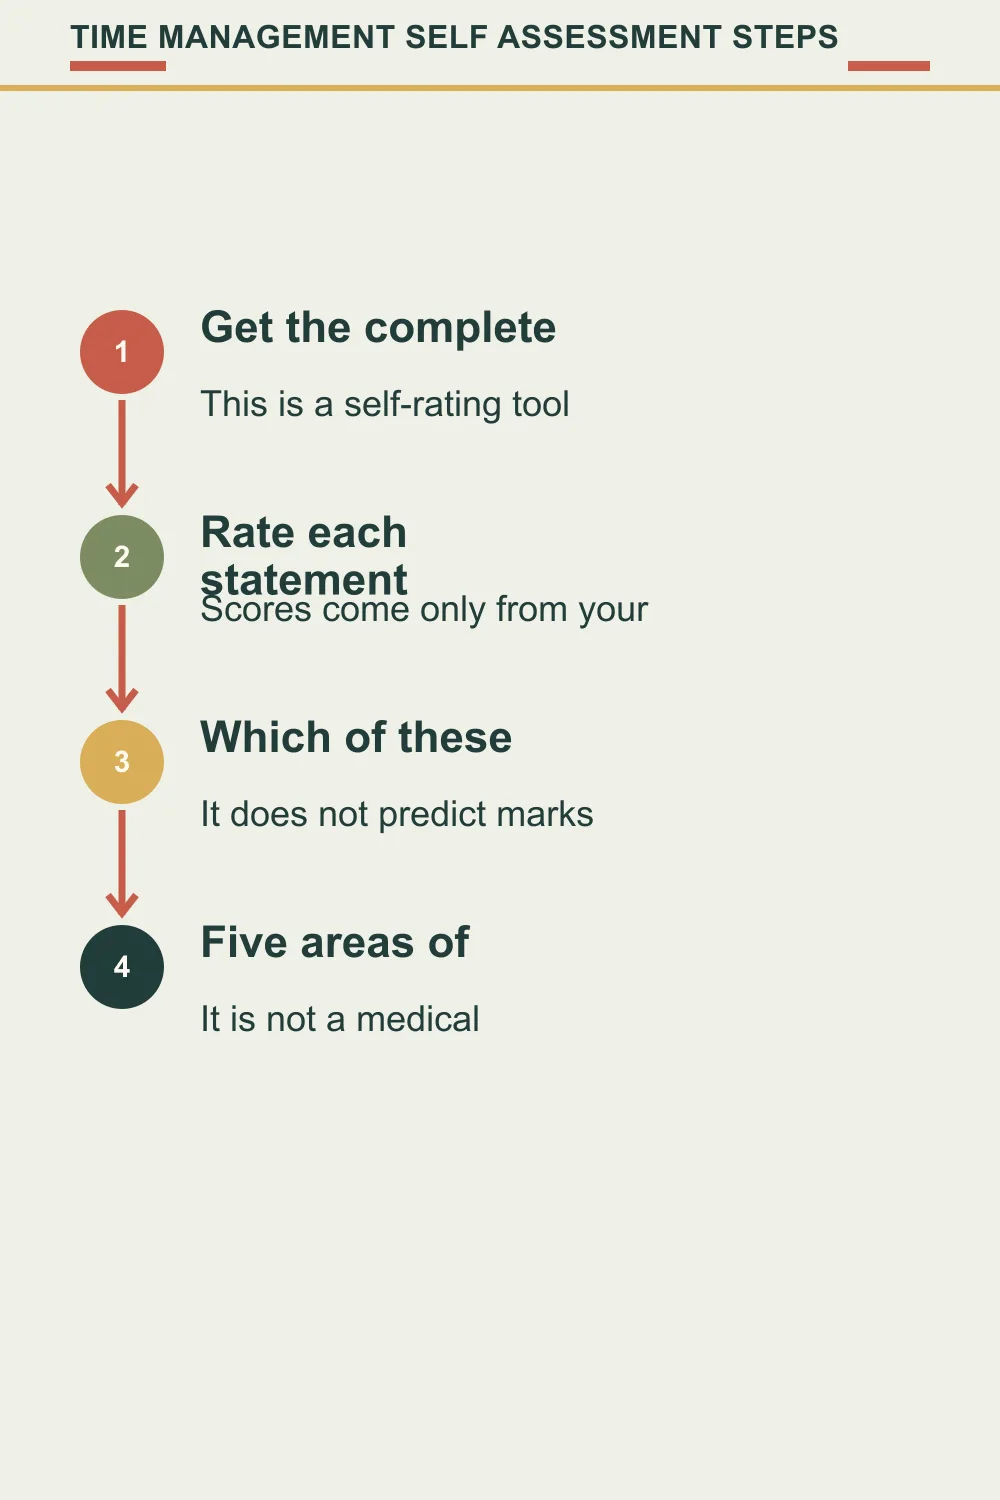 TIME MANAGEMENT SELF ASSESSMENT STEPS
1
Get the complete
This is a self-rating tool
2
Rate each
statement
Scores come only from your
3
Which of these
It does not predict marks
4
Five areas of
It is not a medical